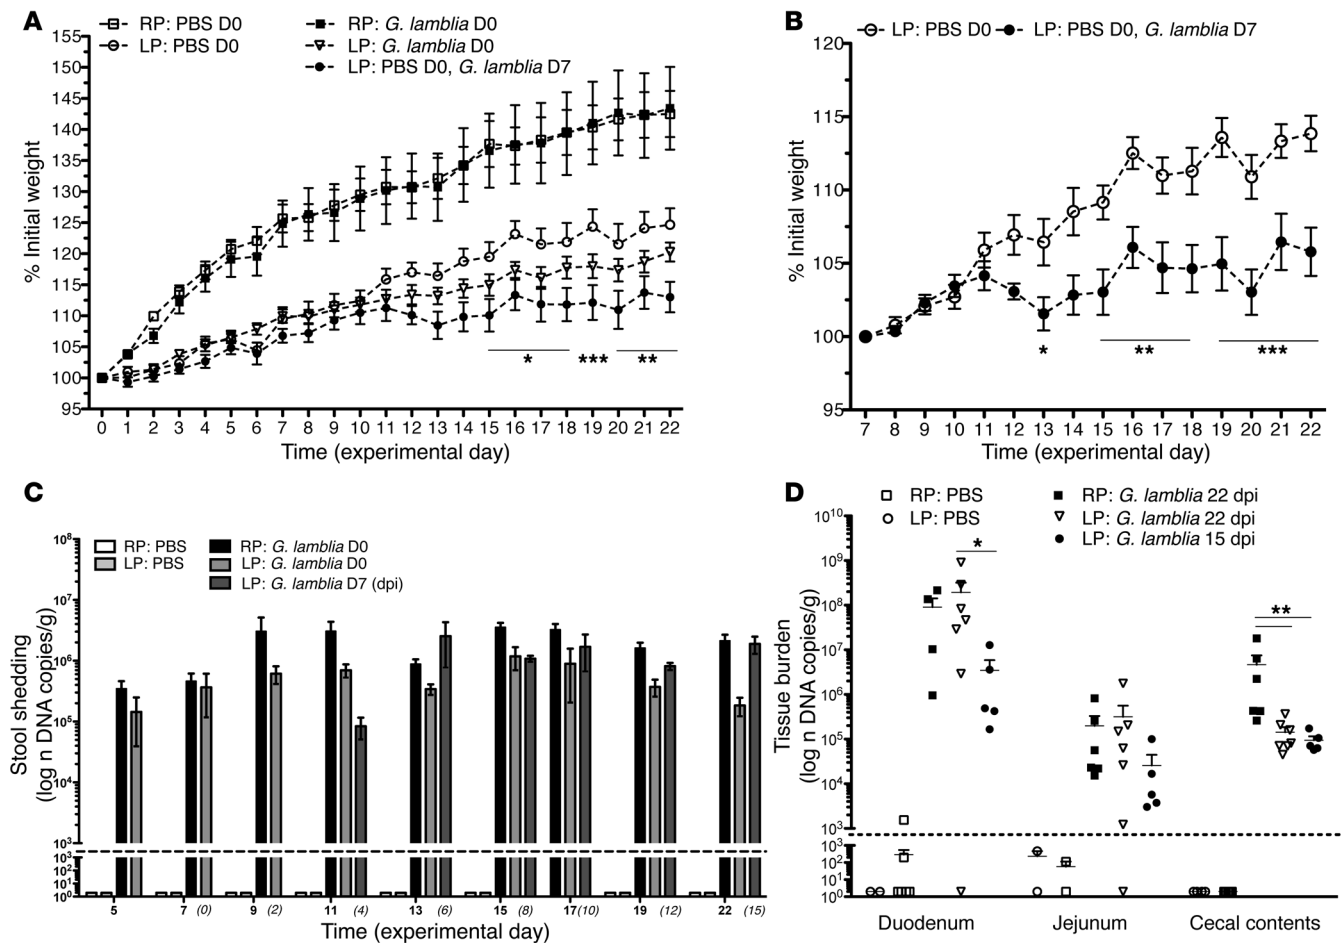 A
RP: PBS D0
LP: PBS D0
RP: G. lamblia D0
LP: G. lamblia D0
LP: PBS D0, G. lamblia D7
% Initial weight
155
150
145
140
135
130
125
120
115
110
105
100
95
* *** **
0 1 2 3 4 5 6 7 8 9 10 11 12 13 14 15 16 17 18 19 20 21 22
Time (experimental day)
B
LP: PBS D0 LP: PBS D0, G. lamblia D7
% Initial weight
120
115
110
105
100
95
* ** ***
7 8 9 10 11 12 13 14 15 16 17 18 19 20 21 22
Time (experimental day)
C
RP: PBS
LP: PBS
RP: G. lamblia D0
LP: G. lamblia D0
LP: G. lamblia D7 (dpi)
Stool shedding
(log n DNA copies/g)
10⁸
10⁷
10⁶
10⁵
10⁴
10³
10³
10²
10¹
10⁰
5 7 (0) 9 (2) 11 (4) 13 (6) 15 (8) 17 (10) 19 (12) 22 (15)
Time (experimental day)
D
RP: PBS
LP: PBS
RP: G. lamblia 22 dpi
LP: G. lamblia 22 dpi
LP: G. lamblia 15 dpi
Tissue burden
(log n DNA copies/g)
10¹⁰
10⁹
10⁸
10⁷
10⁶
10⁵
10⁴
10³
10³
10²
10¹
10⁰
* **
Duodenum Jejunum Cecal contents